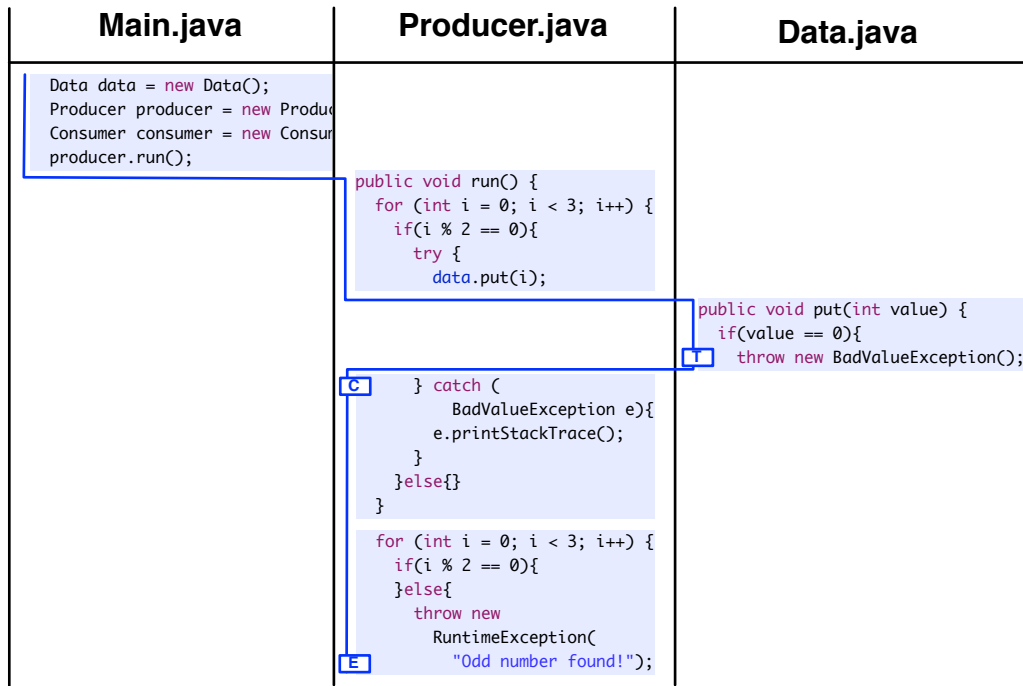 Main.java
Producer.java
Data.java
Data data = new Data();
Producer producer = new
Consumer consumer = new
producer.run();
public void run() {
for (int i = 0; i < 3; i++) {
if(i % 2 == 0){
try {
data.put(i);
public void put(int value) {
if(value == 0){
T throw new BadValueException();
C } catch (
BadValueException e){
e.printStackTrace();
}
}else{}
}
for (int i = 0; i < 3; i++) {
if(i % 2 == 0){
}else{
throw new
RuntimeException(
E "Odd number found!");